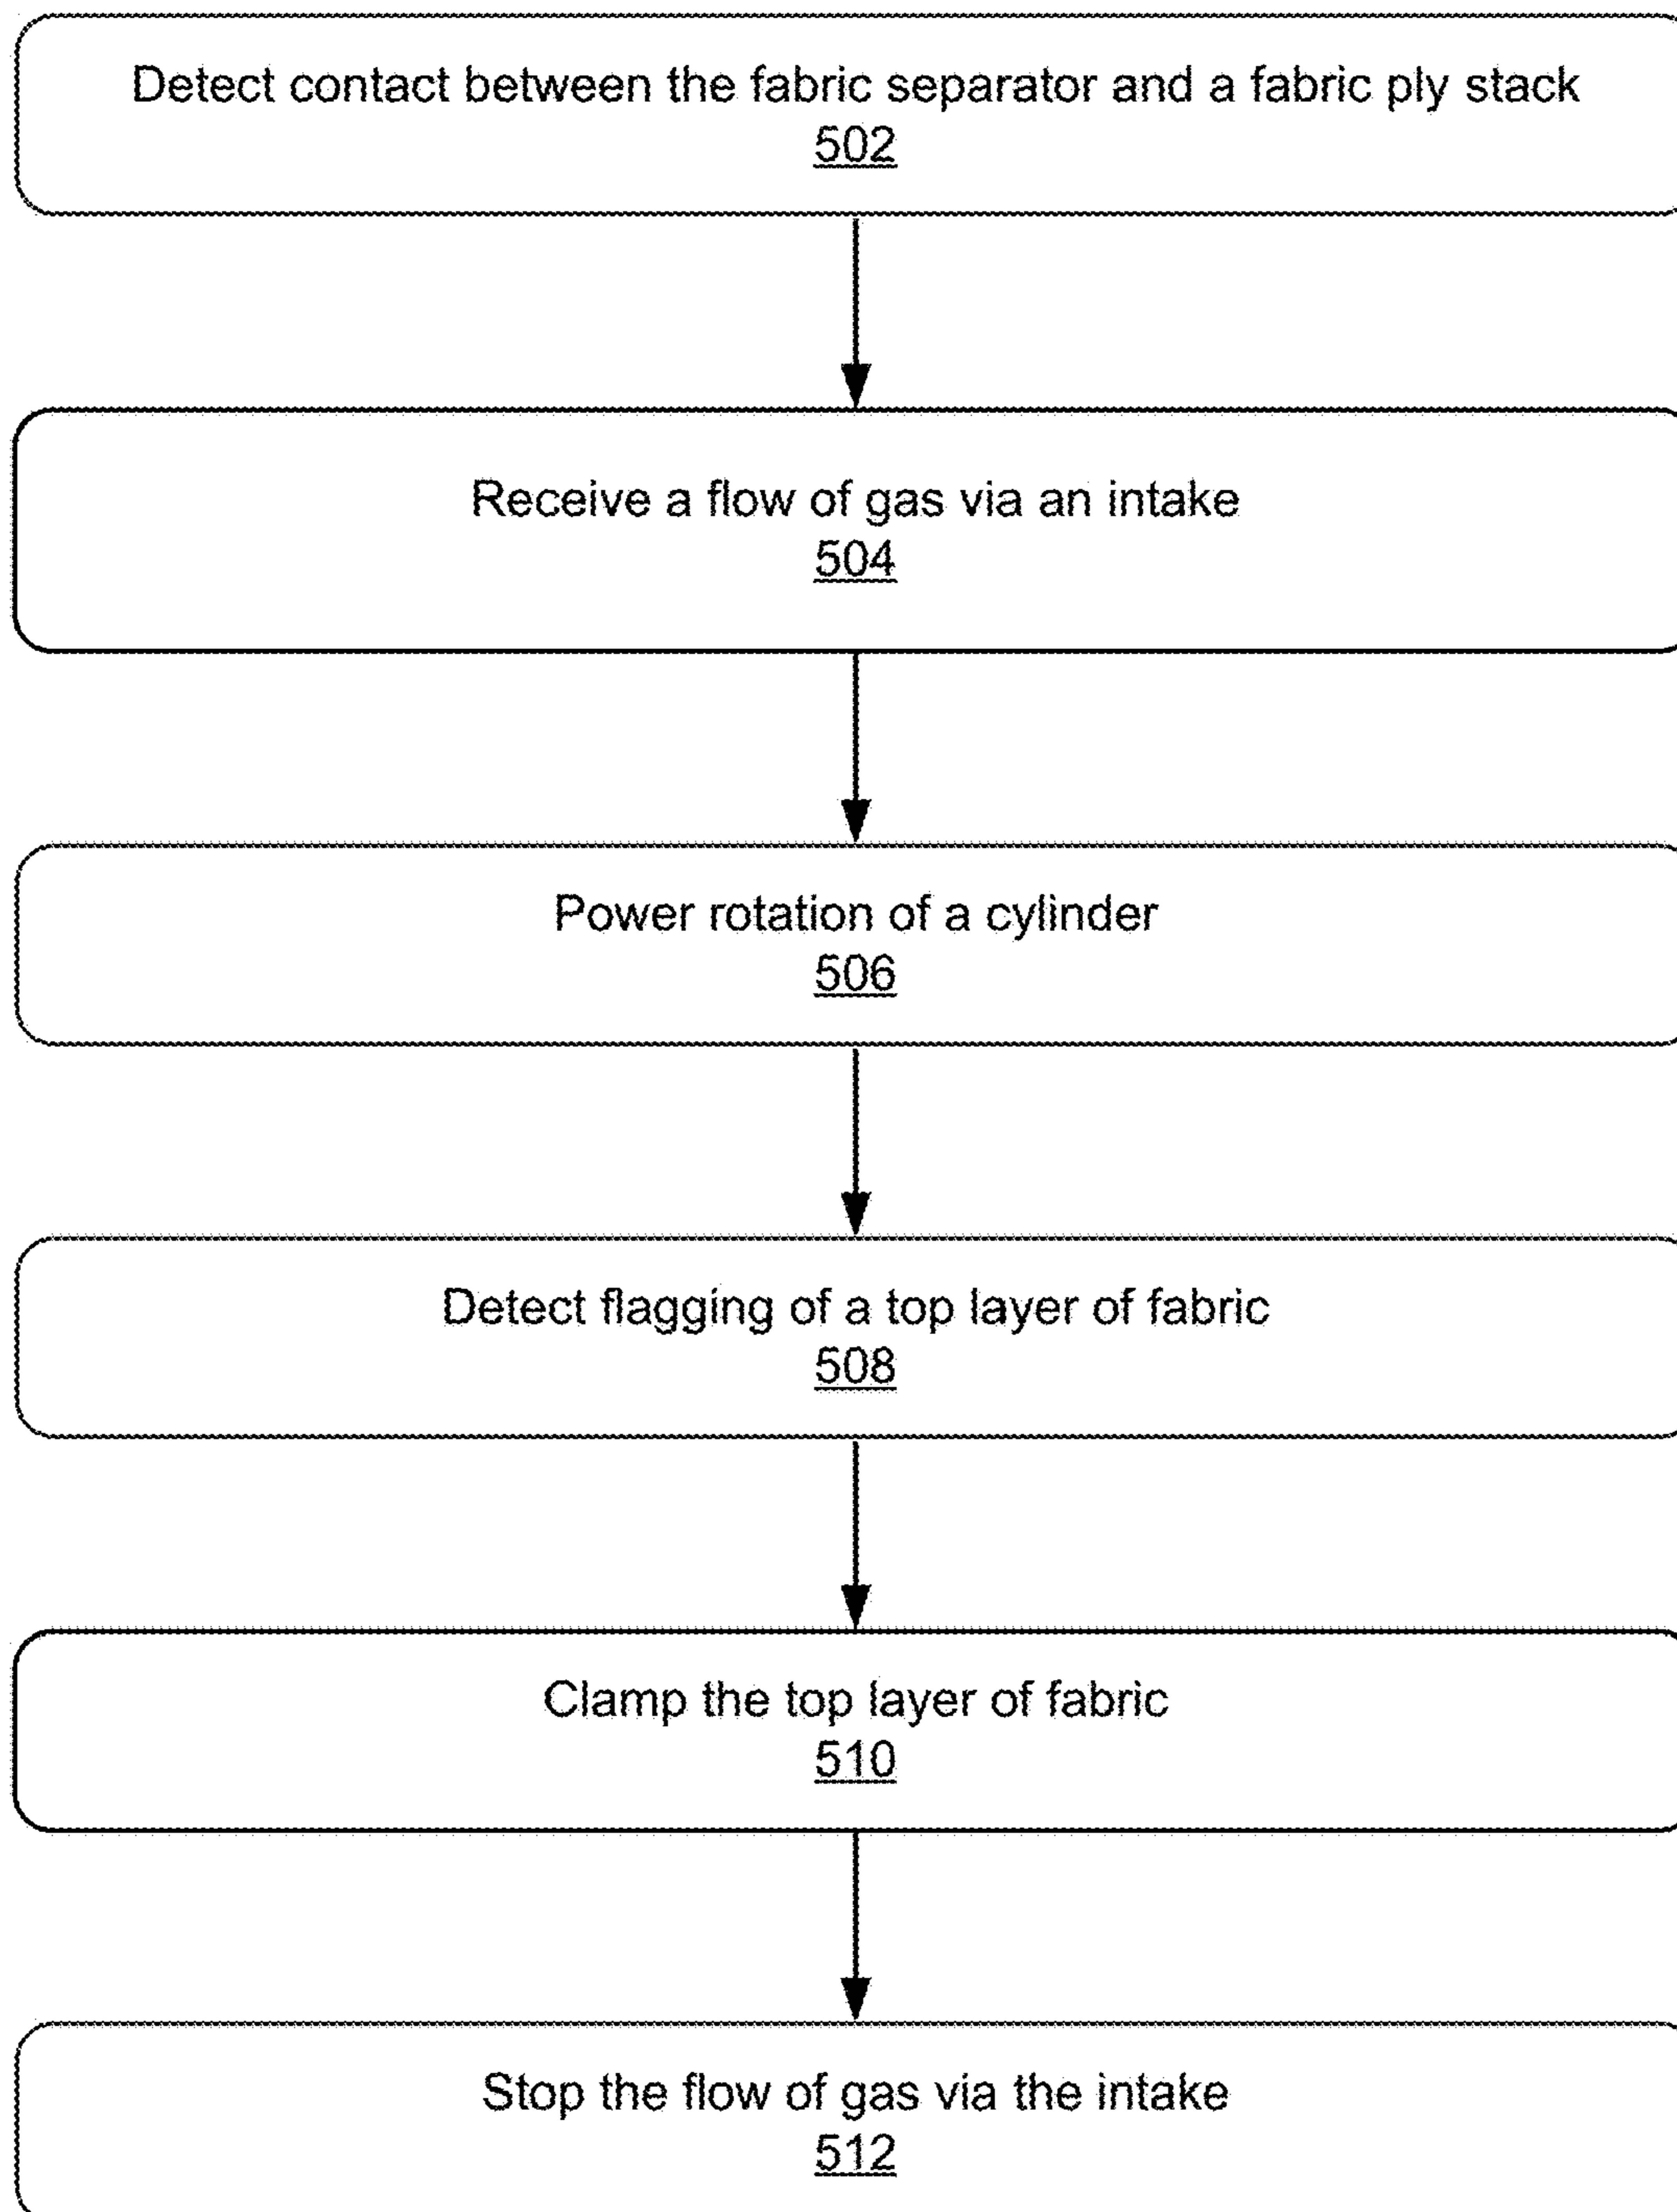 Detect contact between the fabric separator and a fabric ply stack
502
Receive a flow of gas via an intake
504
Power rotation of a cylinder
506
Detect flagging of a top layer of fabric
508
Clamp the top layer of fabric
510
Stop the flow of gas via the intake
512